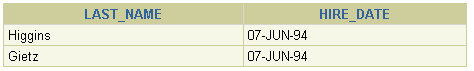 LAST_NAME HIRE_DATE
Higgins 07-JUN-94
Gietz 07-JUN-94